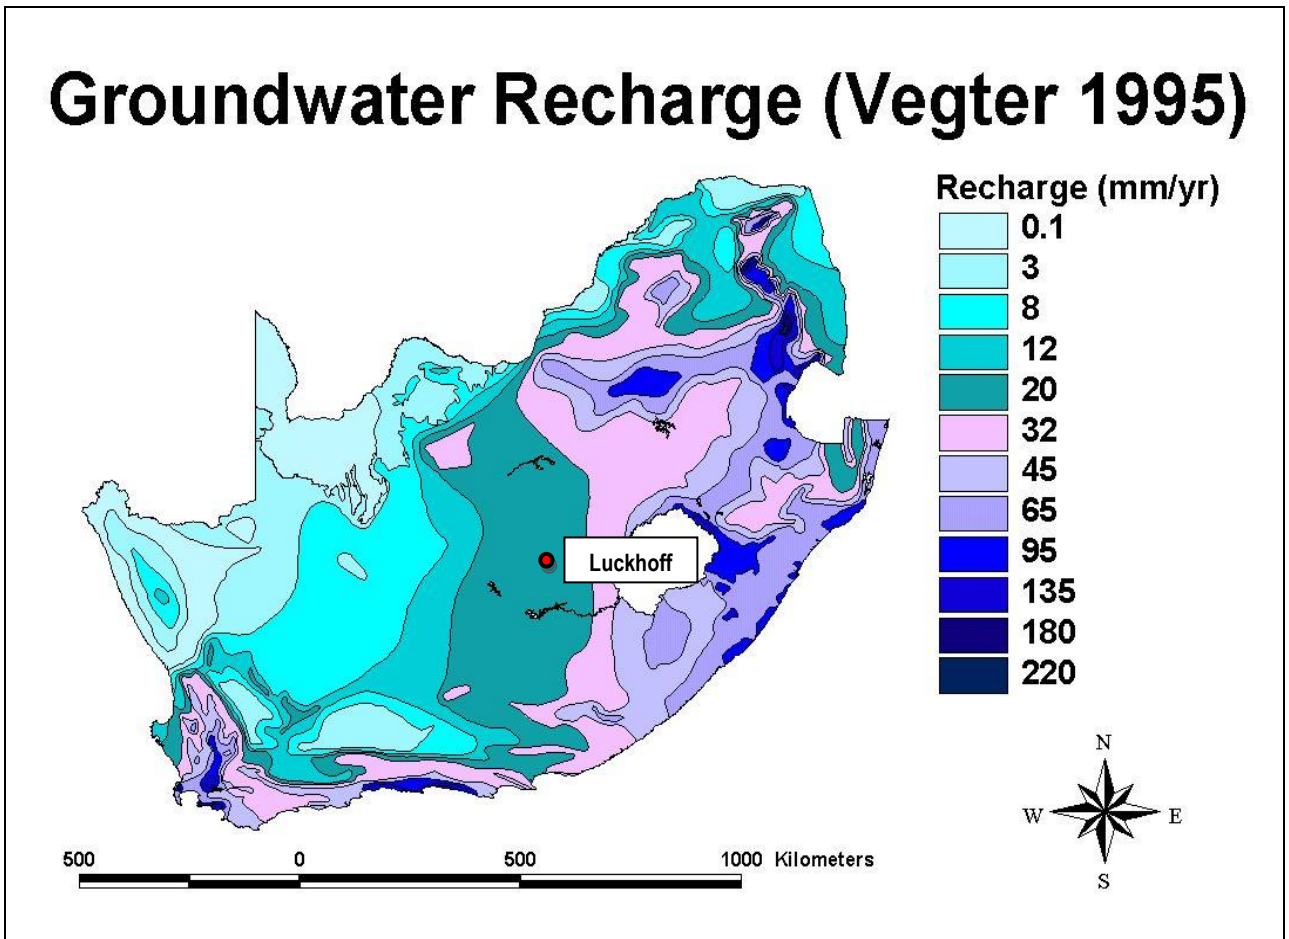 Groundwater Recharge (Vegter 1995)
Recharge (mm/yr)
0.1
3
8
12
20
32
45
65
95
135
180
220
Luckhoff
N
W E
S
500 0 500 1000 Kilometers